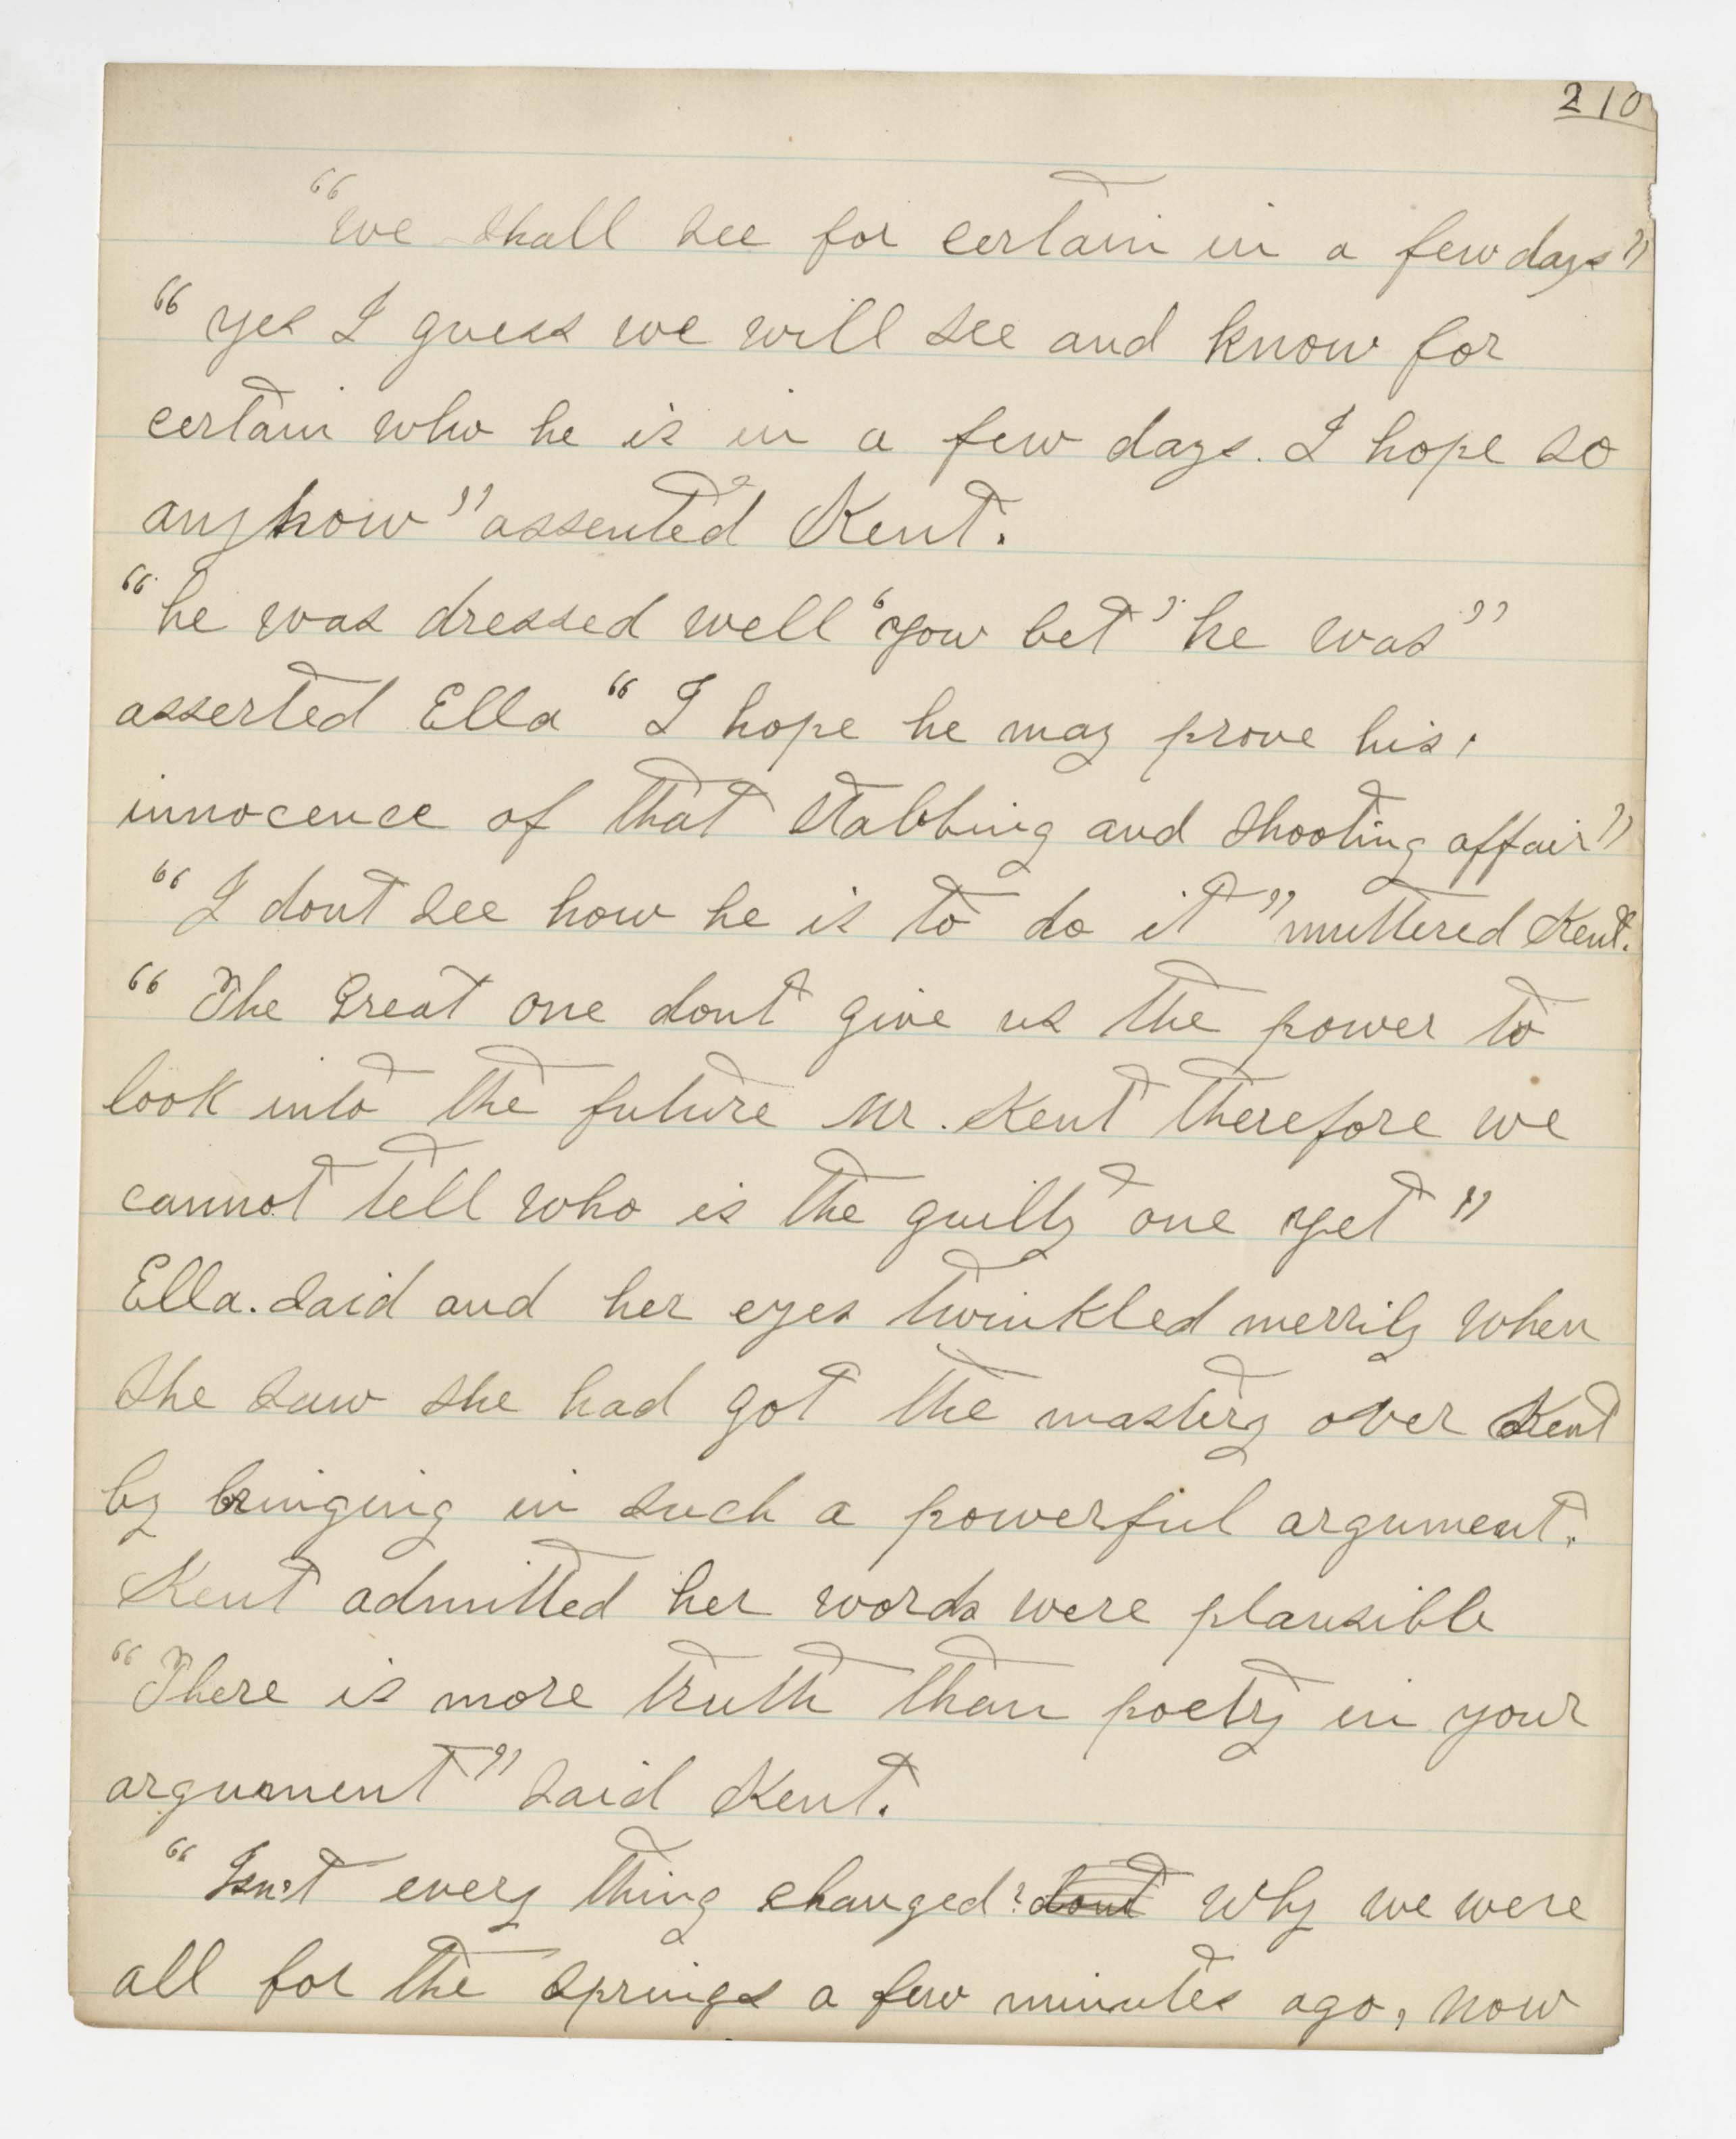 210
"we shall see for certain in a few days"
"yes I guess we will see and know for
certain who he is in a few days. I hope so
anyhow" assented Kent.
"he was dressed well 'you bet' he was"
asserted Ella "I hope he may prove his,
innocence of that stabbing and shooting affair"
"I dont see how he is to do it" muttered Kent.
"The Great one dont give us the power to
look into the future Mr. Kent therefore we
cannot tell who is the guilty one yet"
Ella. said and her eyes twinkled merrily when
she saw she had got the mastery over Kent
by bringing in such a powerful argument.
Kent admitted her words were plausible
"There is more truth than poetry in your
argument" said Kent.
"Isn't every thing changed? dont Why we were
all for the springs a few minutes ago, now